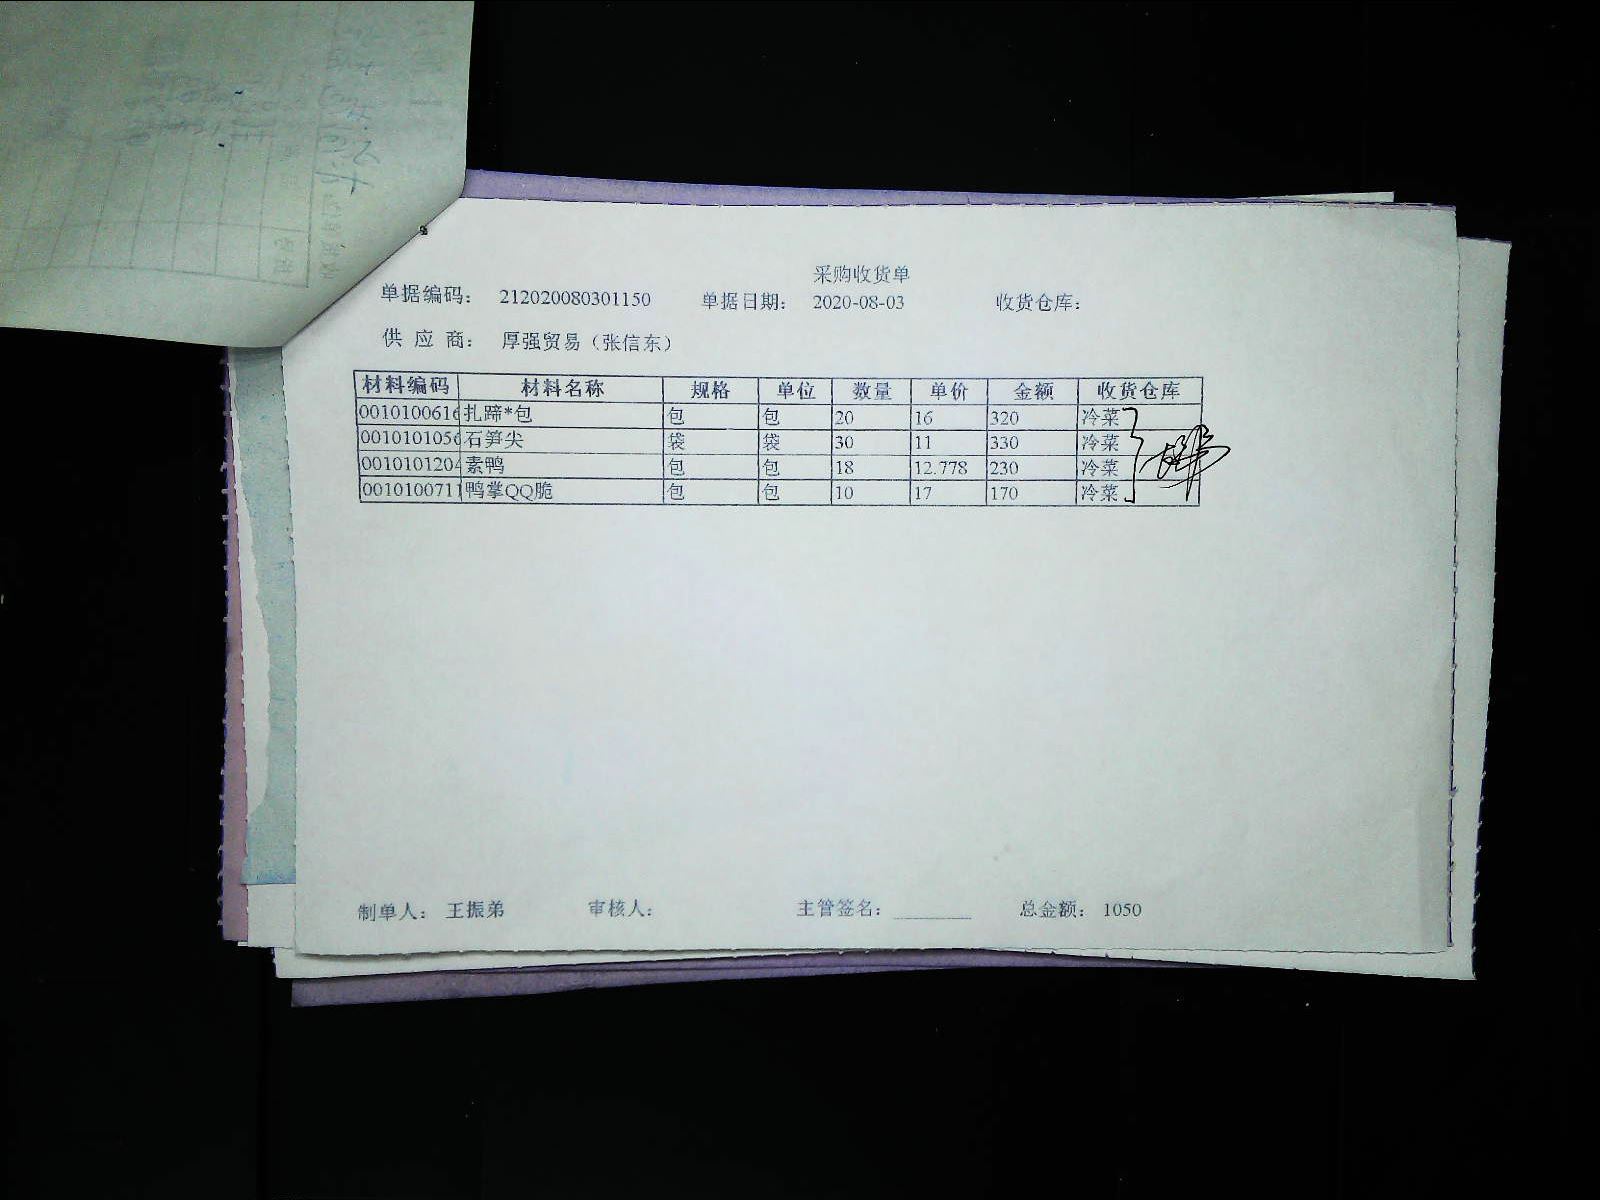 采购收货单
单据编码: 212020080301150 单据日期: 2020-08-03 收货仓库:
供应商: 厚强贸易（张信东）
材料编码 材料名称 规格 单位 数量 单价 金额 收货仓库
0010100616 扎蹄*包 包 包 20 16 320 冷菜
0010101056 石笋尖 袋 袋 30 11 330 冷菜
0010101204 素鸭 包 包 18 12.778 230 冷菜
0010100711 鸭掌QQ脆 包 包 10 17 170 冷菜
制单人: 王振弟 审核人: 主管签名: 总金额: 1050